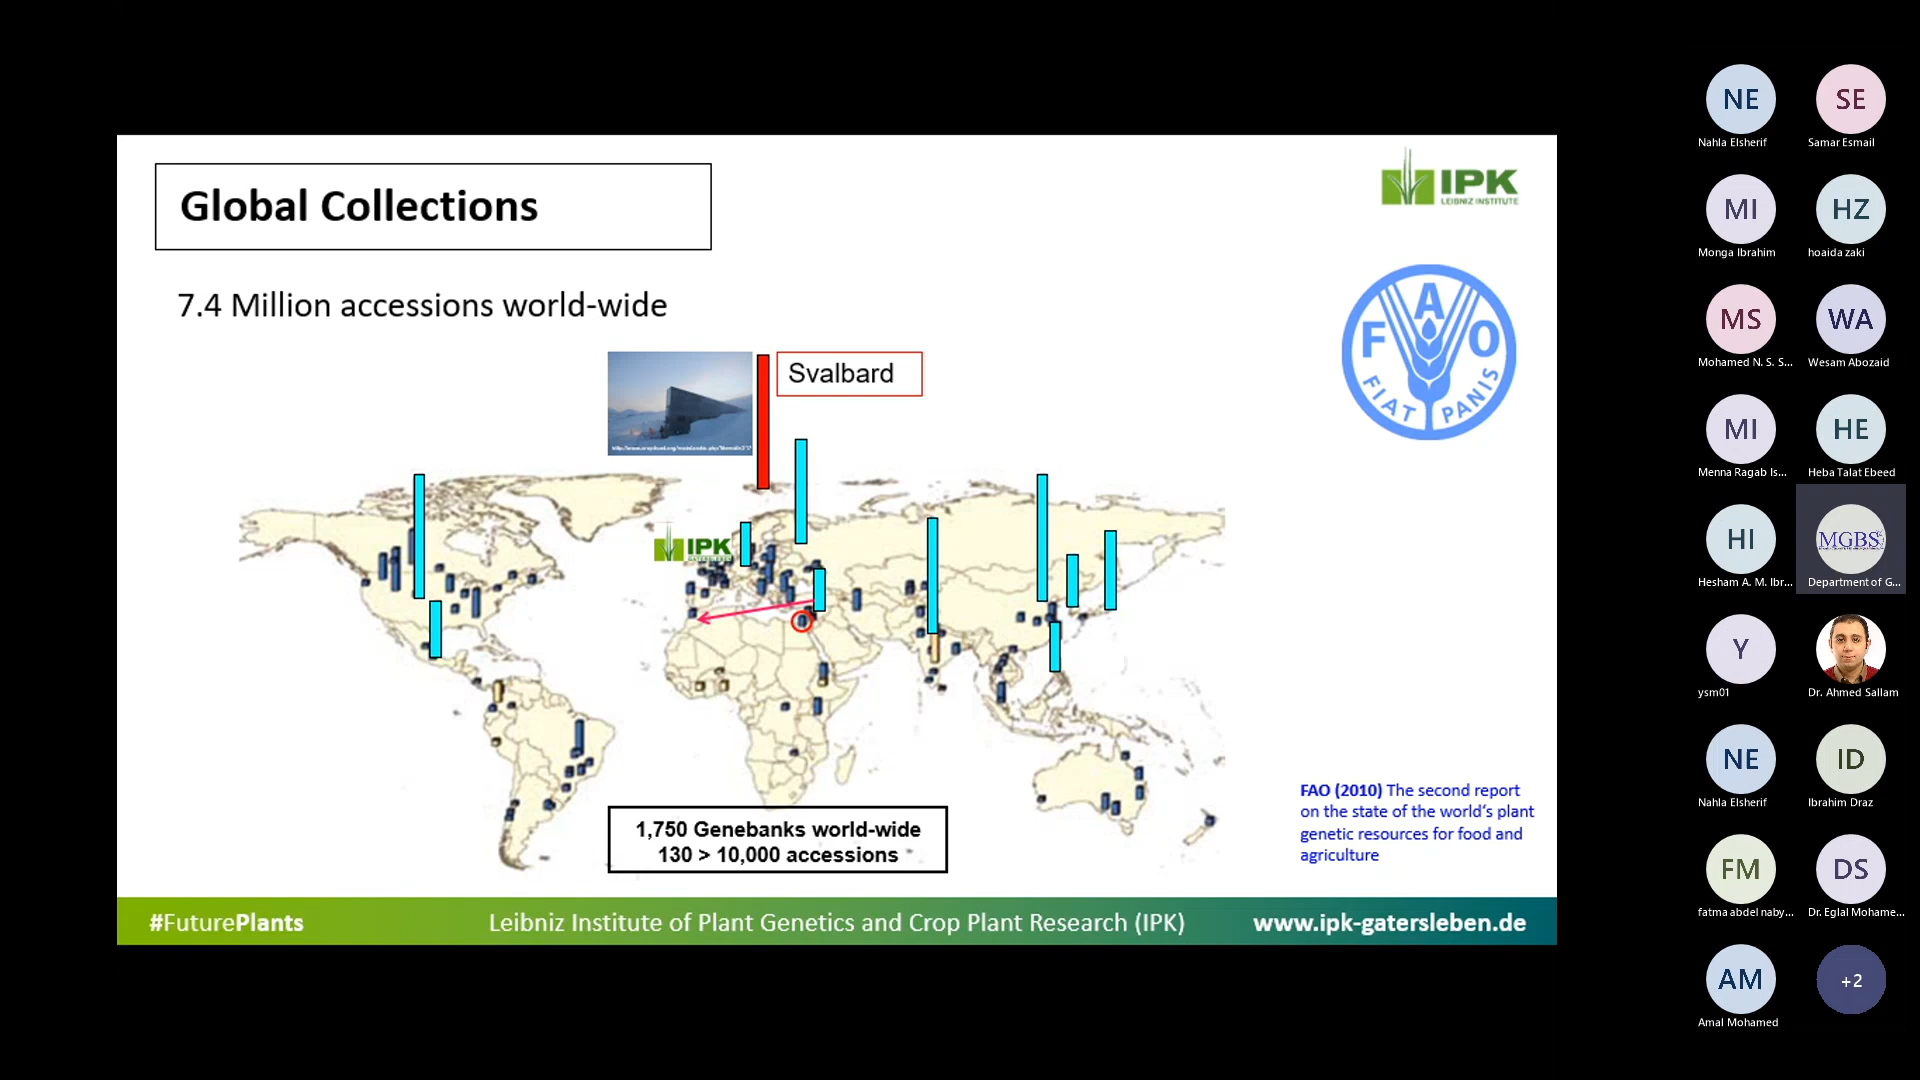 Global Collections
IPK
LEIBNIZ INSTITUTE
7.4 Million accessions world-wide
F A O
FIAT PANIS
Svalbard
IPK
1,750 Genebanks world-wide
130 > 10,000 accessions
FAO (2010) The second report
on the state of the world's plant
genetic resources for food and
agriculture
#FuturePlants
Leibniz Institute of Plant Genetics and Crop Plant Research (IPK)
www.ipk-gatersleben.de
NE
SE
Nahla Elsherif
Samar Esmail
MI
HZ
Monga Ibrahim
hoaida zaki
MS
WA
Mohamed N. S. S...
Wesam Abozaid
MI
HE
Menna Ragab Is...
Heba Talat Ebeed
HI
MGBS
Hesham A. M. Ibr...
Department of G...
Y
ysm01
Dr. Ahmed Sallam
NE
ID
Nahla Elsherif
Ibrahim Draz
FM
DS
fatma abdel naby...
Dr. Eglal Mohame...
AM
+2
Amal Mohamed